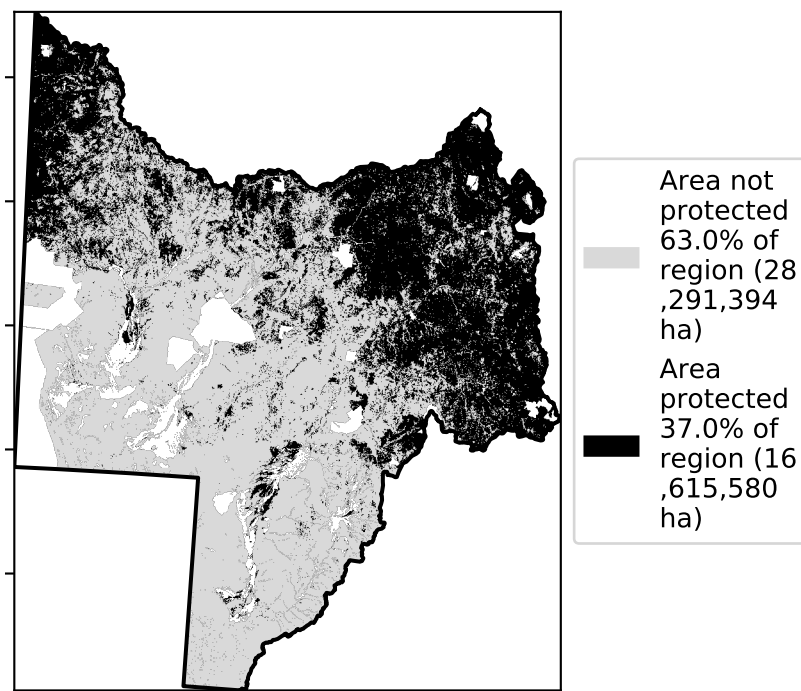 Area not
protected
63.0% of
region (28
,291,394
ha)
Area
protected
37.0% of
region (16
,615,580
ha)